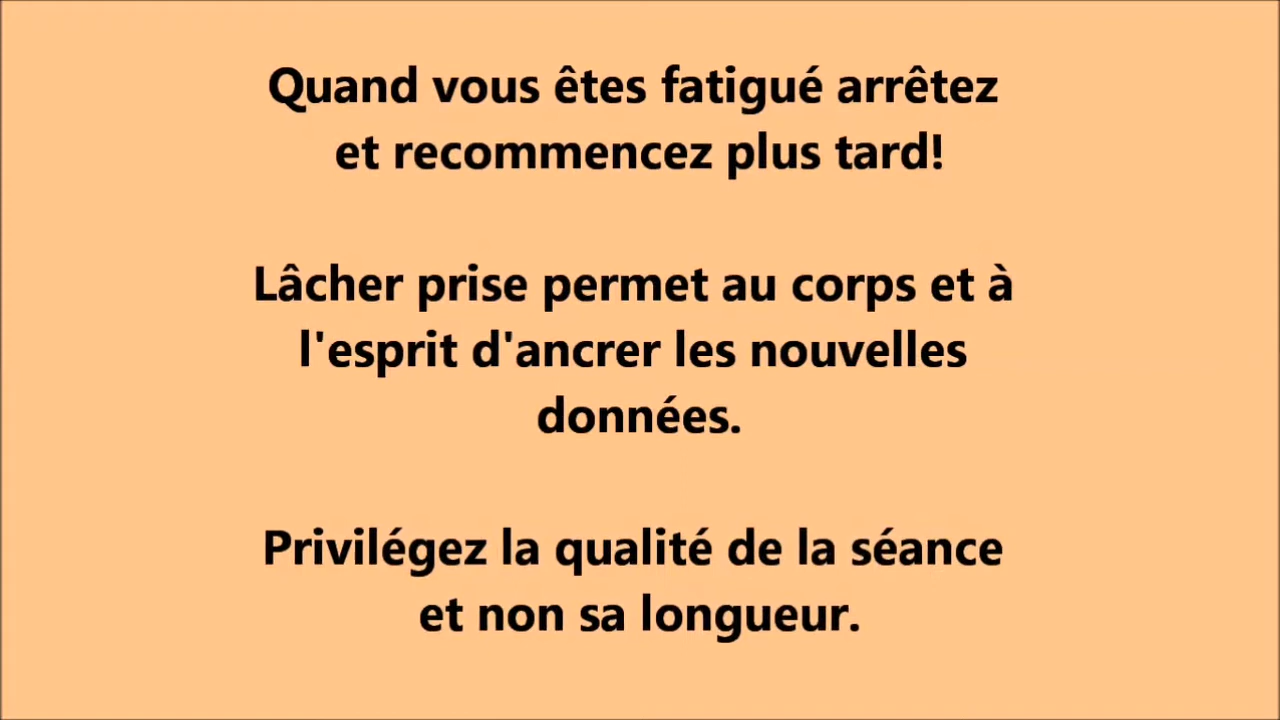 Quand vous êtes fatigué arrêtez
et recommencez plus tard!
Lâcher prise permet au corps et à
l'esprit d'ancrer les nouvelles
données.
Privilégez la qualité de la séance
et non sa longueur.